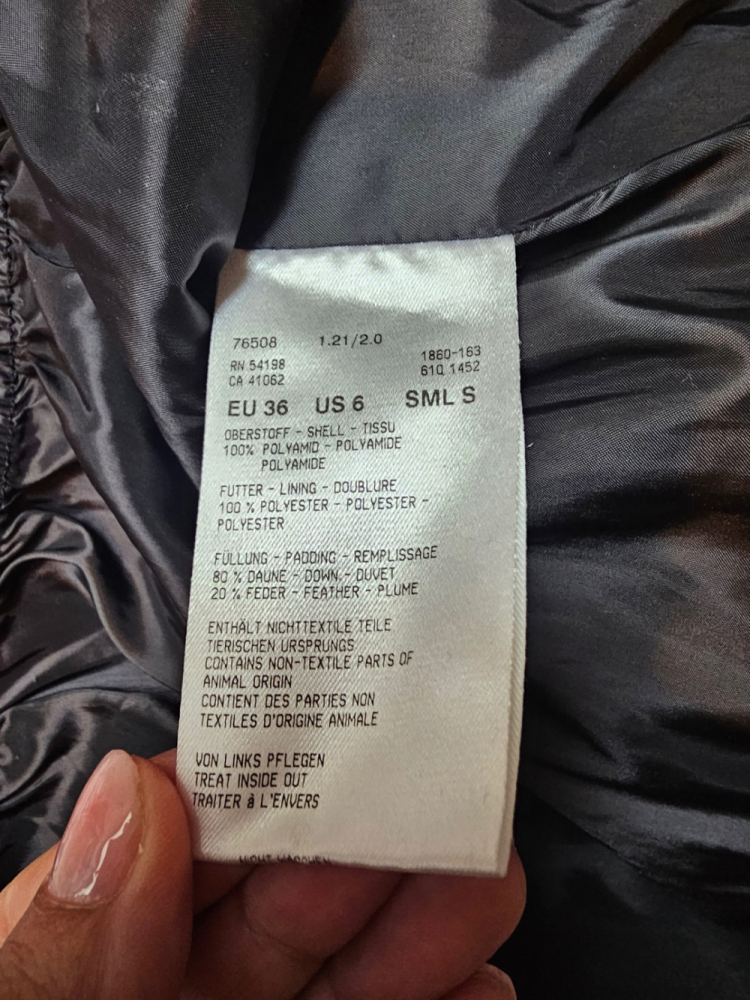 76508 1.21/2.0
RN 54198 1860-163
CA 41062 61Q 1452
EU 36 US 6 SML S
OBERSTOFF - SHELL - TISSU
100% POLYAMID - POLYAMIDE
POLYAMIDE
FUTTER - LINING - DOUBLURE
100 % POLYESTER - POLYESTER -
POLYESTER
FÜLLUNG - PADDING - REMPLISSAGE
80 % DAUNE - DOWN - DUVET
20 % FEDER - FEATHER - PLUME
ENTHÄLT NICHTTEXTILE TEILE
TIERISCHEN URSPRUNGS
CONTAINS NON-TEXTILE PARTS OF
ANIMAL ORIGIN
CONTIENT DES PARTIES NON
TEXTILES D'ORIGINE ANIMALE
VON LINKS PFLEGEN
TREAT INSIDE OUT
TRAITER à L'ENVERS